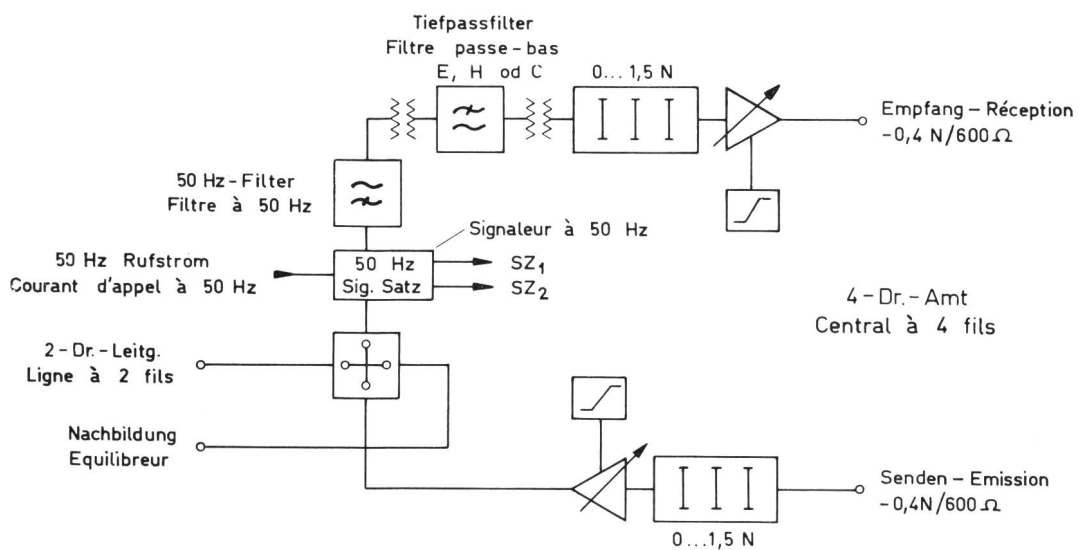 Tiefpassfilter
Filtre passe-bas
E, H od C
0... 1,5 N
Empfang – Réception
-0,4 N/600 Ω
50 Hz-Filter
Filtre à 50 Hz
Signaleur à 50 Hz
50 Hz Rufstrom
Courant d'appel à 50 Hz
50 Hz
Sig. Satz
SZ₁
SZ₂
4-Dr.-Amt
Central à 4 fils
2-Dr.-Leitg.
Ligne à 2 fils
Nachbildung
Equilibreur
Senden – Emission
-0,4N/600 Ω
0...1,5 N